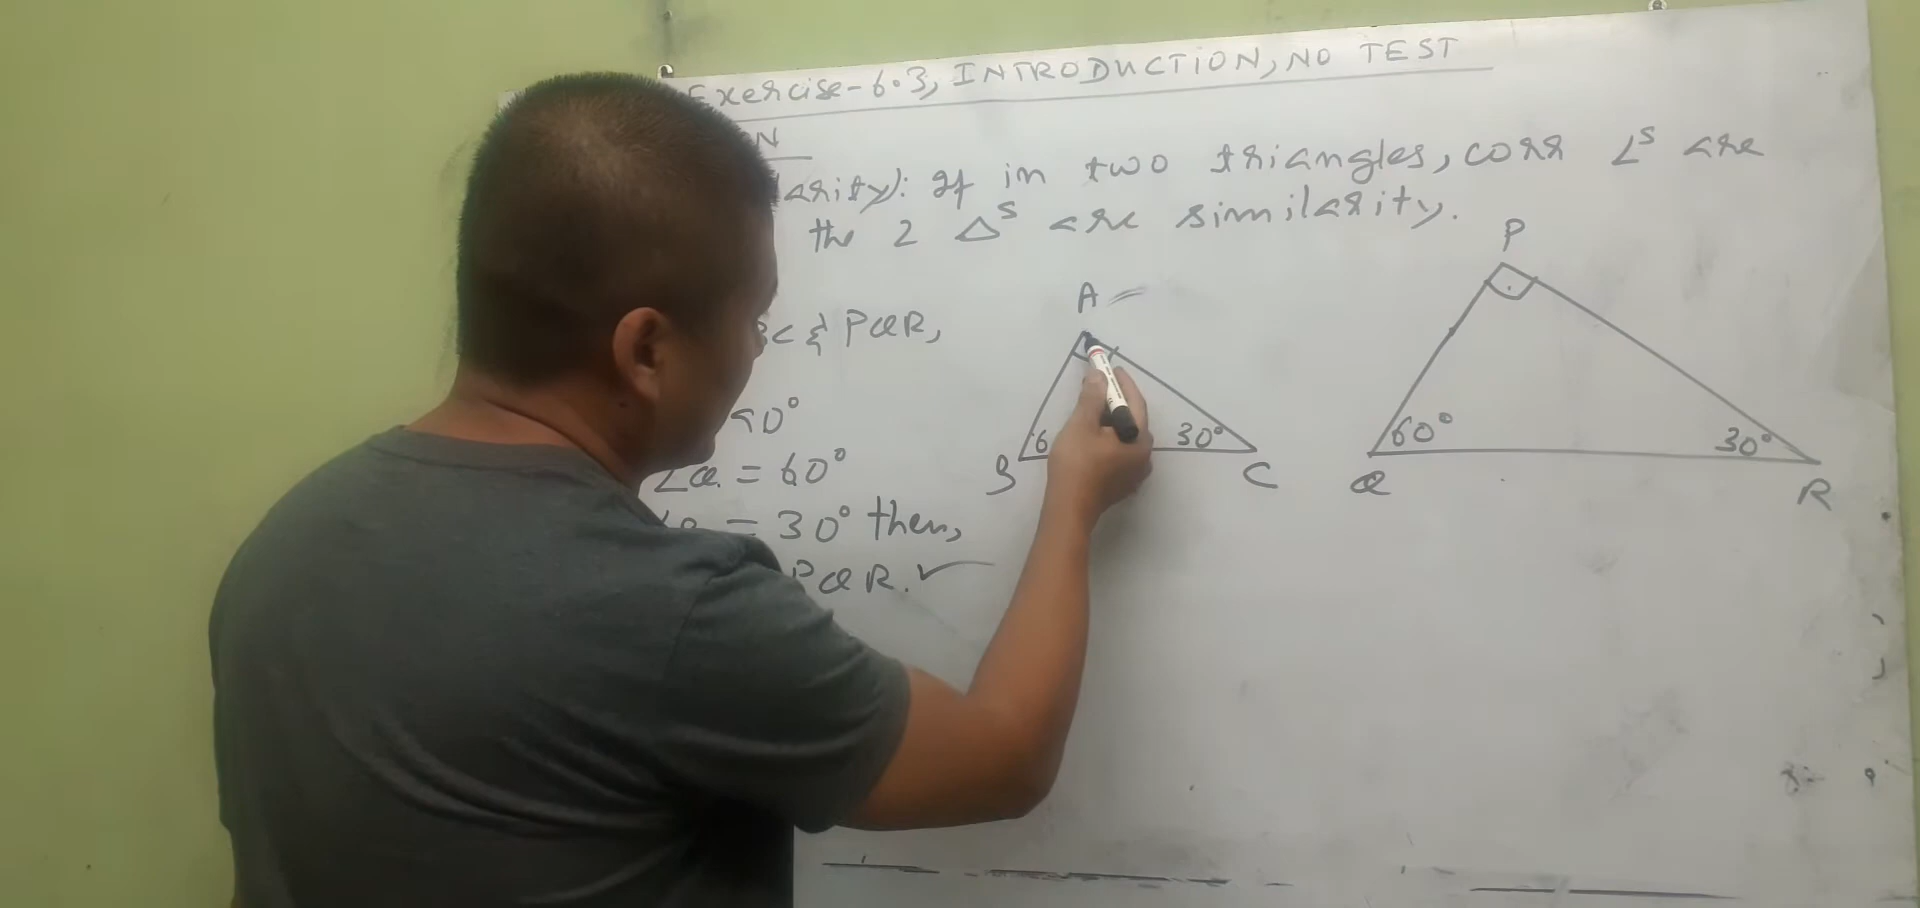 Exercise-6.3, INTRODUCTION, NO TEST
larity): If in two triangles, corr ∠s are
the 2 △s are similarity.
P
A
BC & PQR,
90°
∠Q = 60°
= 30° then,
PQR. ✓
6
30°
B
C
60°
30°
Q
R